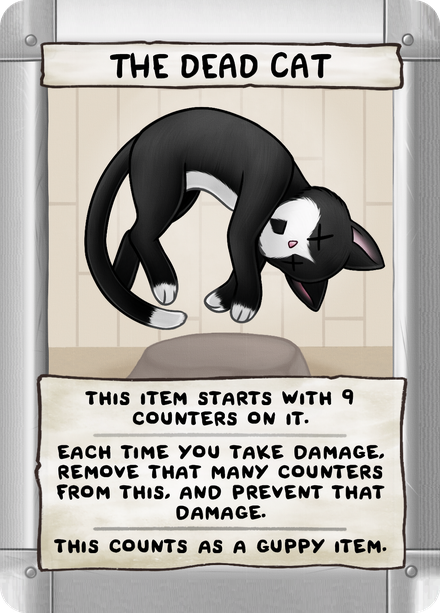 THE DEAD CAT
THIS ITEM STARTS WITH 9
COUNTERS ON IT.
EACH TIME YOU TAKE DAMAGE,
REMOVE THAT MANY COUNTERS
FROM THIS, AND PREVENT THAT
DAMAGE.
THIS COUNTS AS A GUPPY ITEM.